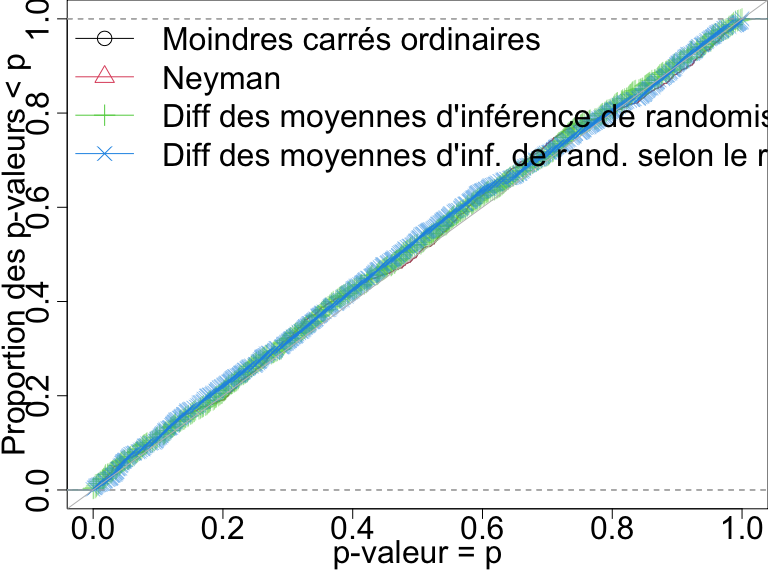 Moindres carrés ordinaires
Neyman
Diff des moyennes d'inférence de randomis
Diff des moyennes d'inf. de rand. selon le r
Proportion des p-valeurs < p
1.0
0.8
0.6
0.4
0.2
0.0
0.0 0.2 0.4 0.6 0.8 1.0
p-valeur = p